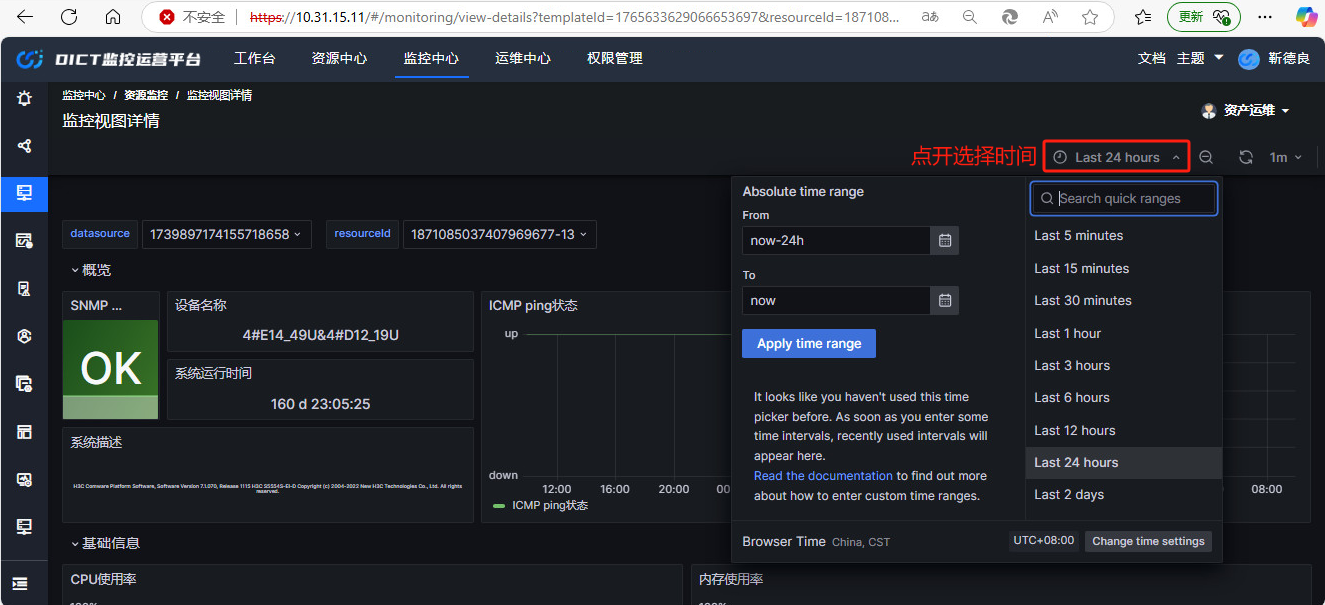 不安全
https://10.31.15.11/#/monitoring/view-details?templateId=1765633629066653697&resourceId=187108...
aあ
更新
DICT监控运营平台
工作台
资源中心
监控中心
运维中心
权限管理
文档
主题
靳德良
监控中心 / 资源监控 / 监控视图详情
监控视图详情
资产运维
点开选择时间
Last 24 hours
1m
datasource
1739897174155718658
resourceId
1871085037407969677-13
概览
SNMP ...
OK
设备名称
4#E14_49U&4#D12_19U
系统运行时间
160 d 23:05:25
系统描述
H3C Comware Platform Software, Software Version 7.1.070, Release 1115 H3C S5554S-EI-D Copyright (c) 2004-2022 New H3C Technologies Co., Ltd. All rights
reserved.
ICMP ping状态
up
down
12:00
16:00
20:00
00
08:00
ICMP ping状态
Absolute time range
From
now-24h
To
now
Apply time range
It looks like you haven't used this time
picker before. As soon as you enter some
time intervals, recently used intervals will
appear here.
Read the documentation to find out more
about how to enter custom time ranges.
Search quick ranges
Last 5 minutes
Last 15 minutes
Last 30 minutes
Last 1 hour
Last 3 hours
Last 6 hours
Last 12 hours
Last 24 hours
Last 2 days
Browser Time China, CST
UTC+08:00
Change time settings
基础信息
CPU使用率
内存使用率